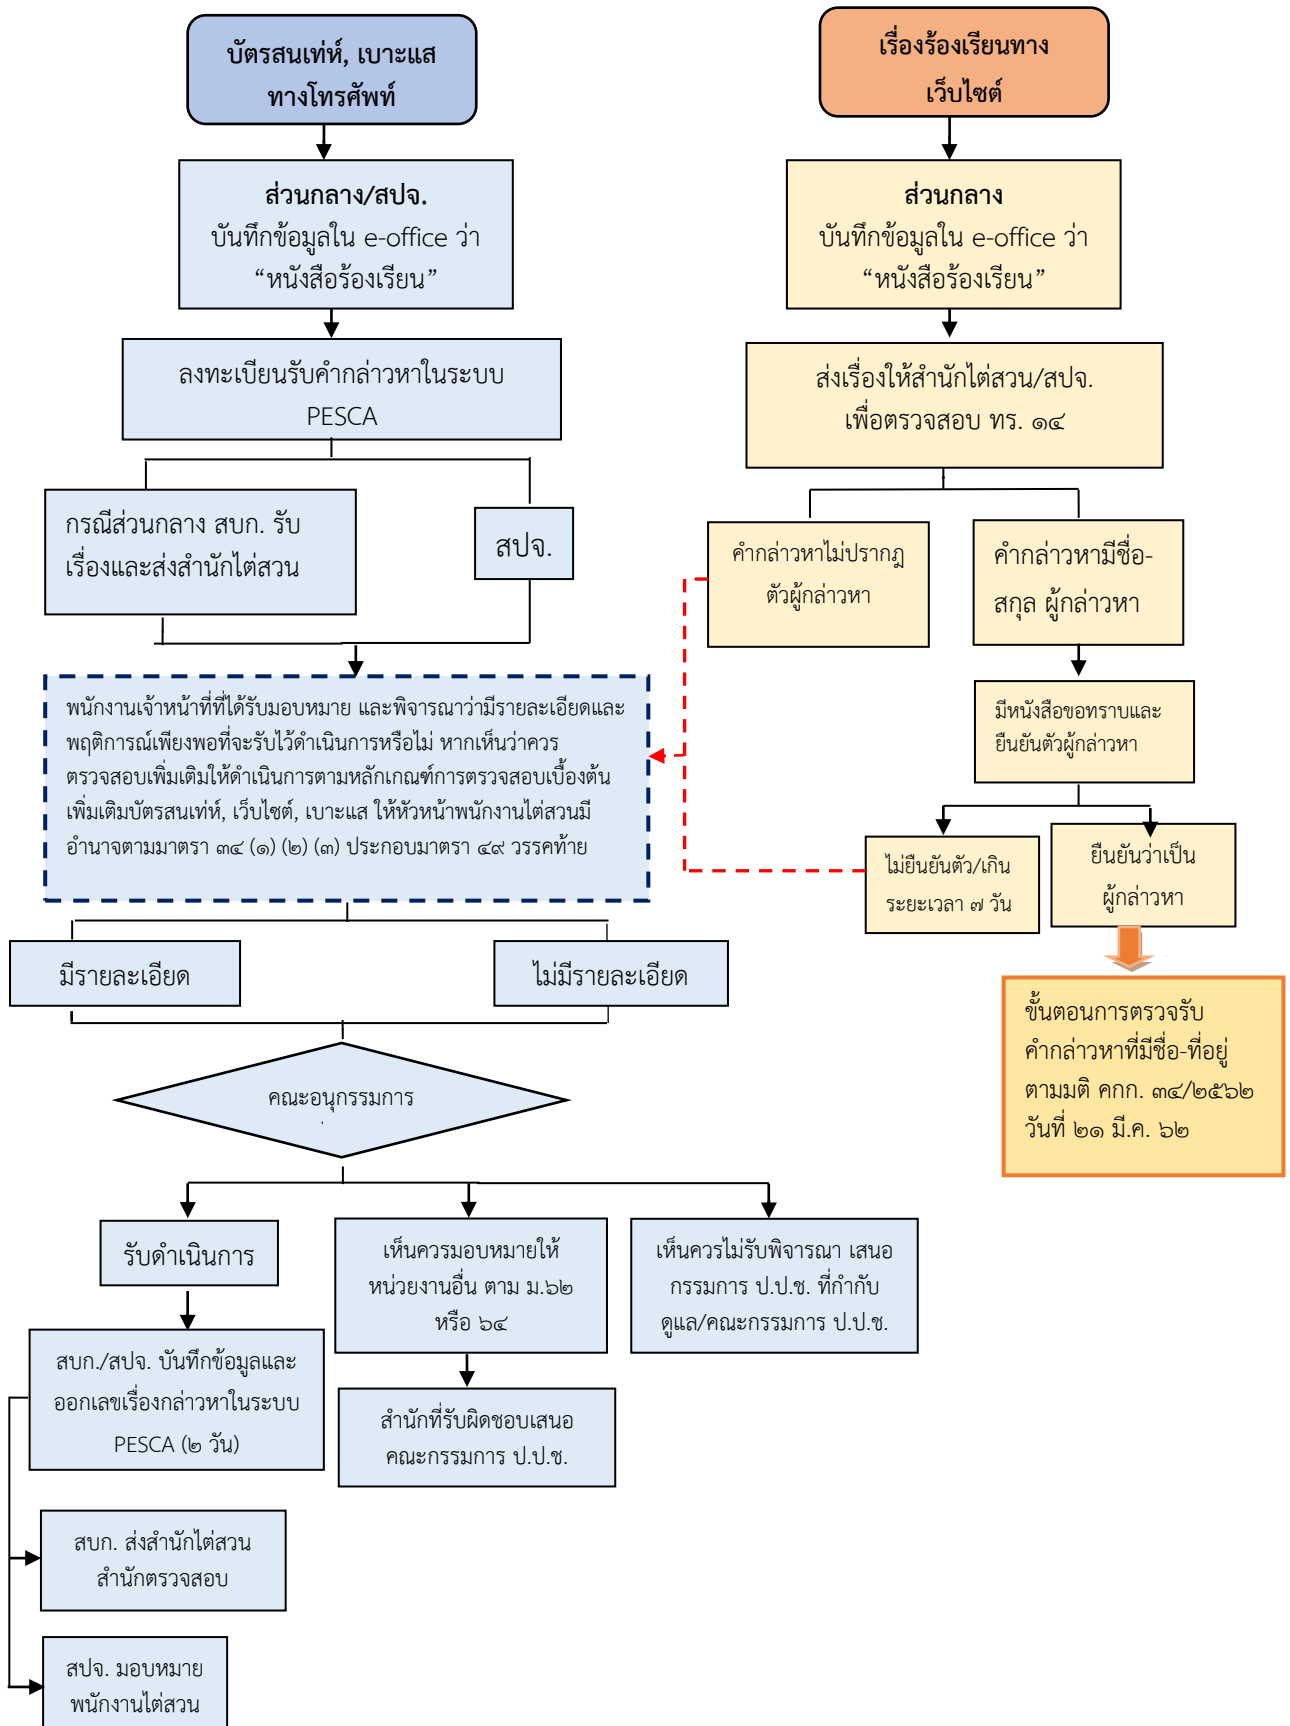 บัตรสนเท่ห์, เบาะแส
ทางโทรศัพท์
ส่วนกลาง/สปจ.
บันทึกข้อมูลใน e-office ว่า
“หนังสือร้องเรียน”
ลงทะเบียนรับคำกล่าวหาในระบบ
PESCA
กรณีส่วนกลาง สบก. รับ
เรื่องและส่งสำนักไต่สวน
สปจ.
เรื่องร้องเรียนทาง
เว็บไซต์
ส่วนกลาง
บันทึกข้อมูลใน e-office ว่า
“หนังสือร้องเรียน”
ส่งเรื่องให้สำนักไต่สวน/สปจ.
เพื่อตรวจสอบ ทร. ๑๔
คำกล่าวหาไม่ปรากฏ
ตัวผู้กล่าวหา
คำกล่าวหามีชื่อ-
สกุล ผู้กล่าวหา
มีหนังสือขอทราบและ
ยืนยันตัวผู้กล่าวหา
ไม่ยืนยันตัว/เกิน
ระยะเวลา ๗ วัน
ยืนยันว่าเป็น
ผู้กล่าวหา
ขั้นตอนการตรวจรับ
คำกล่าวหาที่มีชื่อ-ที่อยู่
ตามมติ คกก. ๓๔/๒๕๖๒
วันที่ ๒๑ มี.ค. ๖๒
พนักงานเจ้าหน้าที่ที่ได้รับมอบหมาย และพิจารณาว่ามีรายละเอียดและ
พฤติการณ์เพียงพอที่จะรับไว้ดำเนินการหรือไม่ หากเห็นว่าควร
ตรวจสอบเพิ่มเติมให้ดำเนินการตามหลักเกณฑ์การตรวจสอบเบื้องต้น
เพิ่มเติมบัตรสนเท่ห์, เว็บไซต์, เบาะแส ให้หัวหน้าพนักงานไต่สวนมี
อำนาจตามมาตรา ๓๔ (๑) (๒) (๓) ประกอบมาตรา ๔๙ วรรคท้าย
มีรายละเอียด
ไม่มีรายละเอียด
คณะอนุกรรมการ
รับดำเนินการ
เห็นควรมอบหมายให้
หน่วยงานอื่น ตาม ม.๖๒
หรือ ๖๔
เห็นควรไม่รับพิจารณา เสนอ
กรรมการ ป.ป.ช. ที่กำกับ
ดูแล/คณะกรรมการ ป.ป.ช.
สบก./สปจ. บันทึกข้อมูลและ
ออกเลขเรื่องกล่าวหาในระบบ
PESCA (๒ วัน)
สำนักที่รับผิดชอบเสนอ
คณะกรรมการ ป.ป.ช.
สบก. ส่งสำนักไต่สวน
สำนักตรวจสอบ
สปจ. มอบหมาย
พนักงานไต่สวน